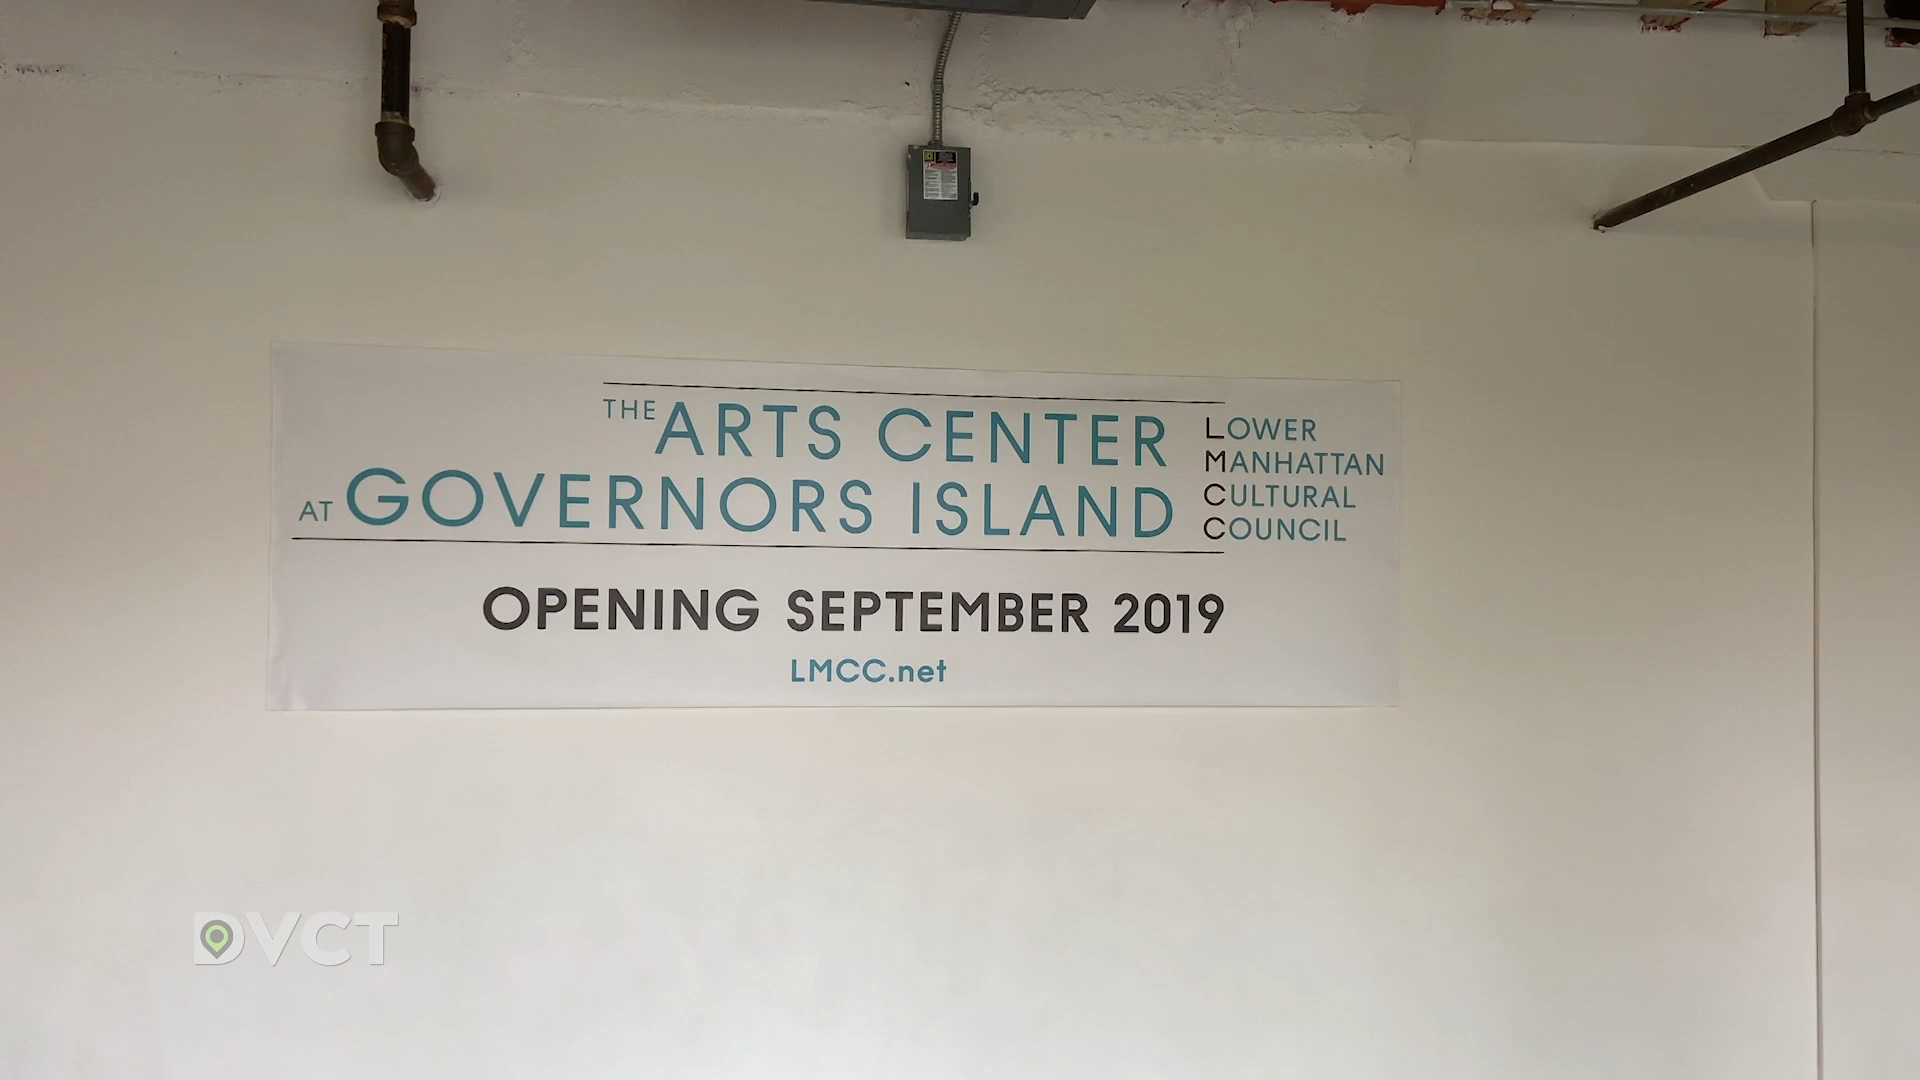 THE ARTS CENTER
AT GOVERNORS ISLAND
LOWER
MANHATTAN
CULTURAL
COUNCIL
OPENING SEPTEMBER 2019
LMCC.net
DVCT